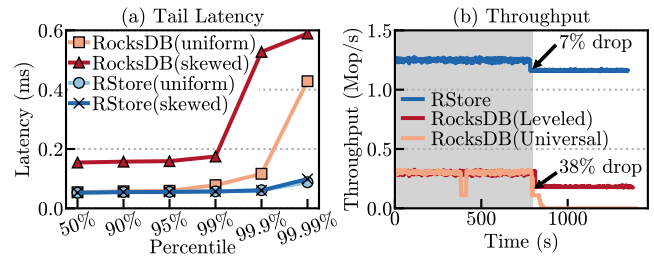 (a) Tail Latency
0.6
0.4
0.2
0.0
Latency (ms)
RocksDB(uniform)
RocksDB(skewed)
RStore(uniform)
RStore(skewed)
50% 90% 95% 99% 99.9% 99.99%
Percentile
(b) Throughput
1.5
1.0
0.5
0.0
Throughput (Mop/s)
7% drop
RStore
RocksDB(Leveled)
RocksDB(Universal)
38% drop
0 500 1000
Time (s)